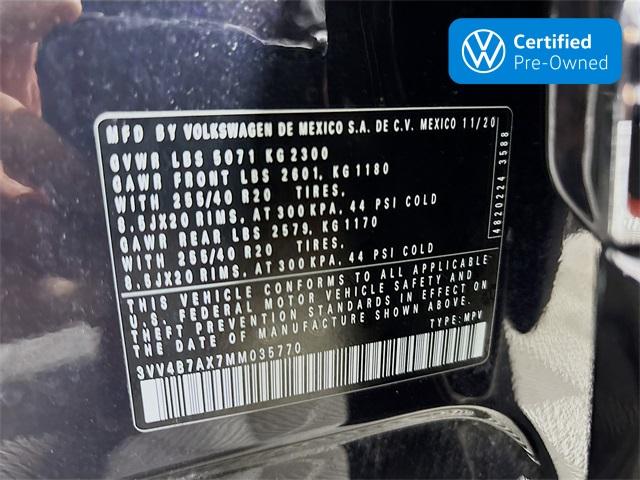 Certified
Pre-Owned
MFD BY VOLKSWAGEN DE MEXICO S.A. DE C.V. MEXICO 11/20
GVWR LBS 5071 KG 2300
GAWR FRONT LBS 2601, KG 1180
WITH 255/40 R20 TIRES,
8.5JX20 RIMS, AT 300 KPA, 44 PSI COLD
GAWR REAR LBS 2579, KG 1170
WITH 255/40 R20 TIRES,
8.5JX20 RIMS, AT 300 KPA, 44 PSI COLD
THIS VEHICLE CONFORMS TO ALL APPLICABLE
U.S. FEDERAL MOTOR VEHICLE SAFETY AND
THEFT PREVENTION STANDARDS IN EFFECT ON
THE DATE OF MANUFACTURE SHOWN ABOVE.
3VV4B7AX7MM035770 TYPE: MPV
4820224 3588